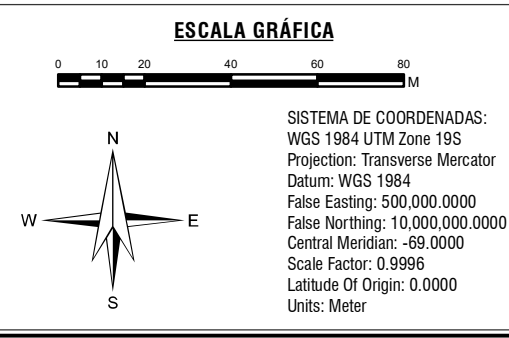 ESCALA GRÁFICA
0 10 20 40 60 80
M
N
W E
S
SISTEMA DE COORDENADAS:
WGS 1984 UTM Zone 19S
Projection: Transverse Mercator
Datum: WGS 1984
False Easting: 500,000.0000
False Northing: 10,000,000.0000
Central Meridian: -69.0000
Scale Factor: 0.9996
Latitude Of Origin: 0.0000
Units: Meter